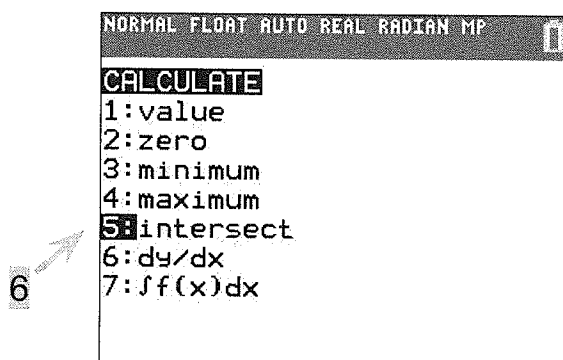 NORMAL FLOAT AUTO REAL RADIAN MP
CALCULATE
1:value
2:zero
3:minimum
4:maximum
5:intersect
6:dy/dx
7:∫f(x)dx
6